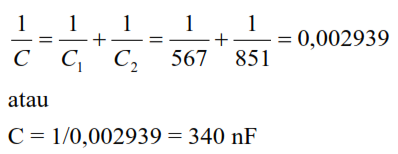 1/C = 1/C₁ + 1/C₂ = 1/567 + 1/851 = 0,002939
atau
C = 1/0,002939 = 340 nF